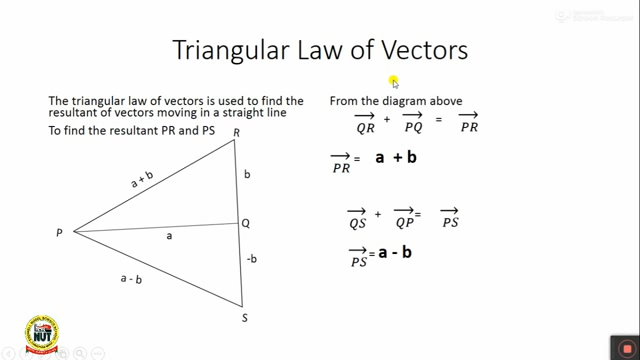 Triangular Law of Vectors
The triangular law of vectors is used to find the
resultant of vectors moving in a straight line
To find the resultant PR and PS
R
a + b
b
P
Q
a
-b
a - b
S
From the diagram above
QR + PQ = PR
PR = a + b
QS + QP = PS
PS = a - b
NUT